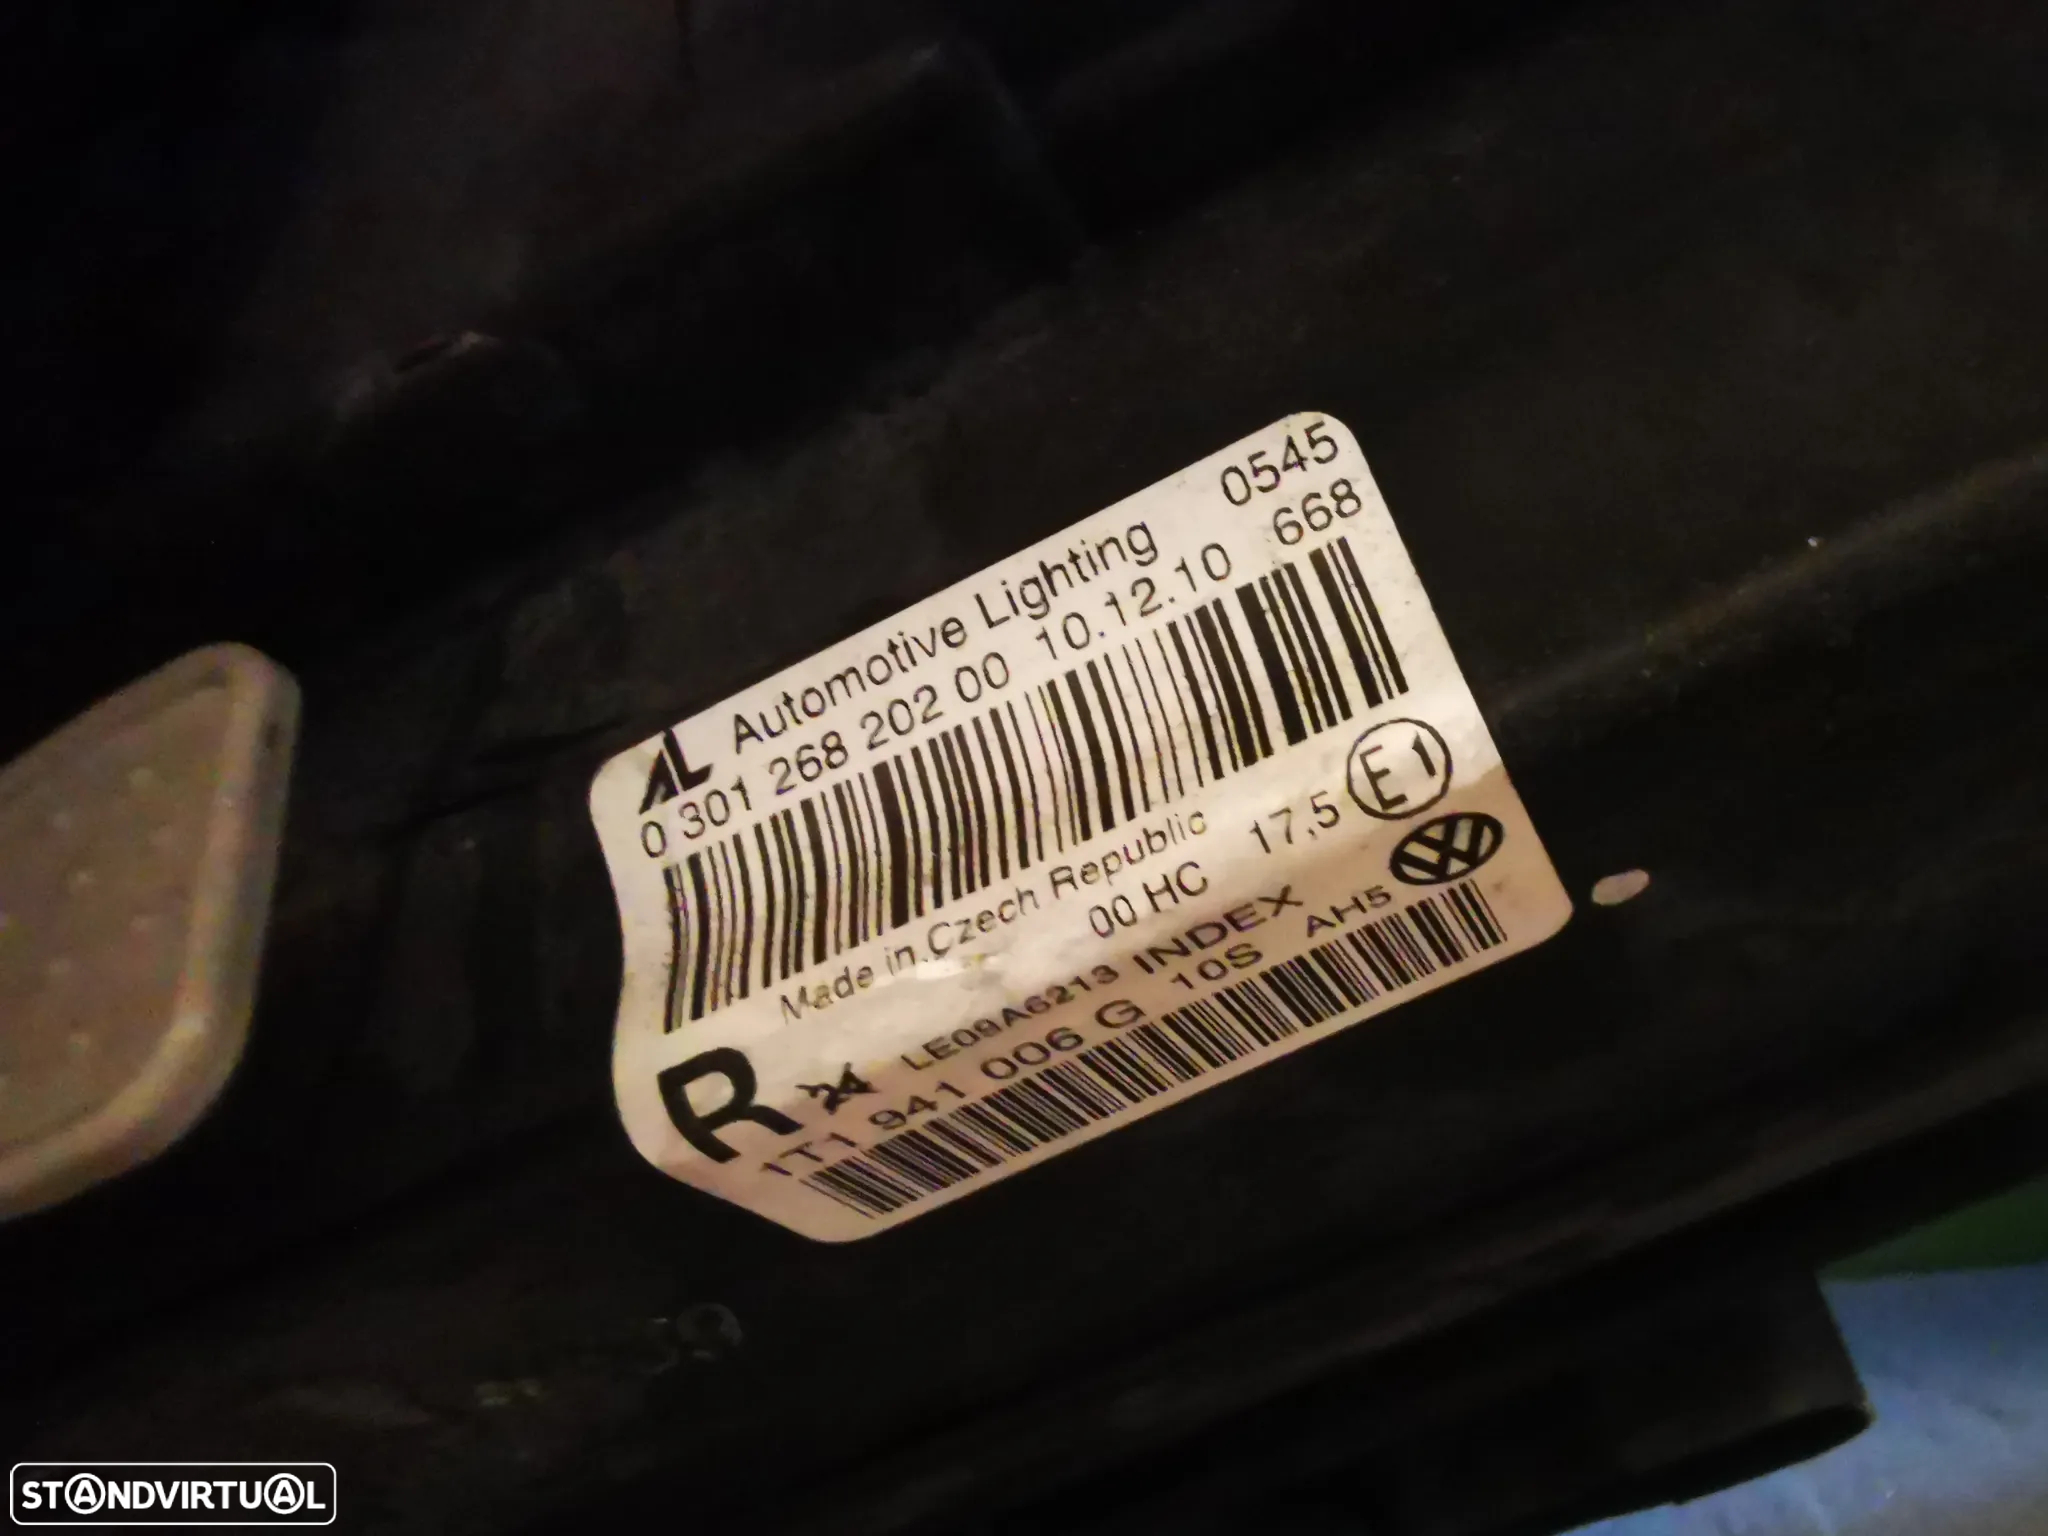 AL Automotive Lighting 0545
0 301 268 202 00 10.12.10 668
Made in Czech Republic
00 HC 17,5 E1
R LE09A6213 INDEX
1T1 941 006 G 10S AH5
STANDVIRTUAL